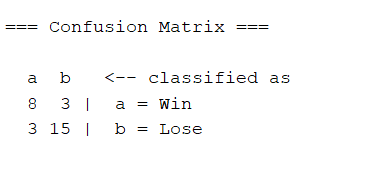 === Confusion Matrix ===
a b <-- classified as
8 3 | a = Win
3 15 | b = Lose